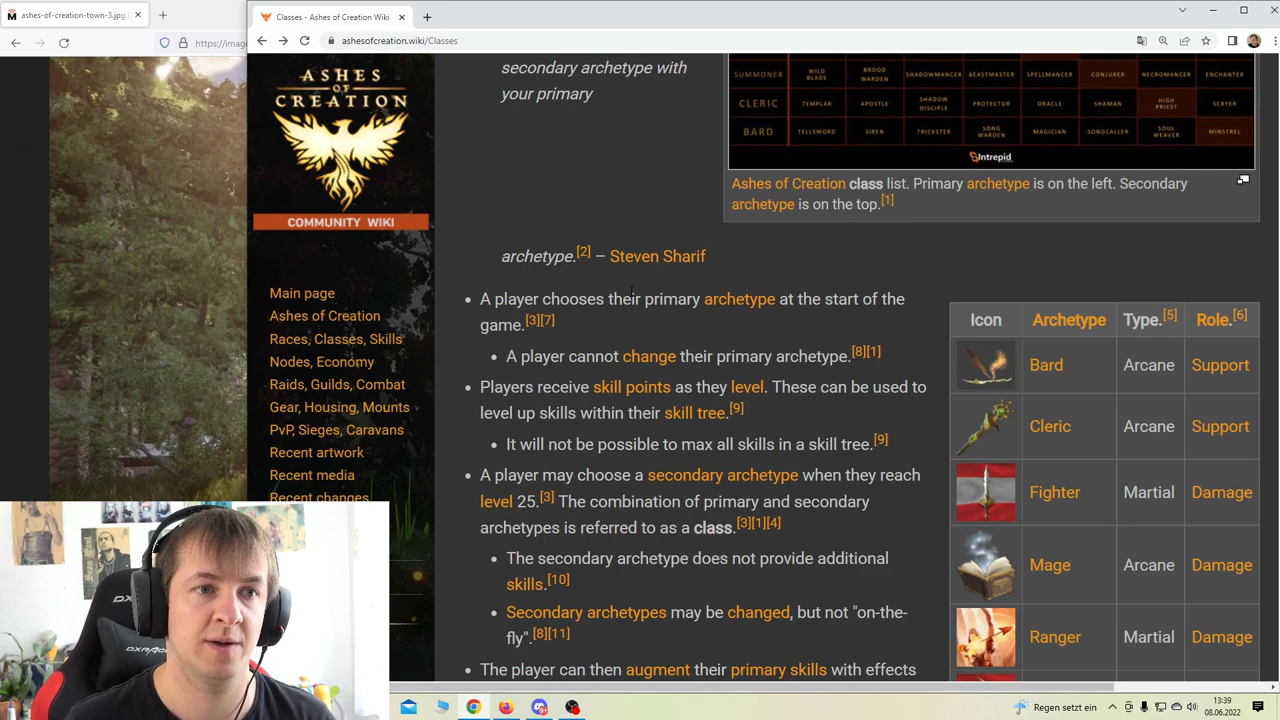 ashes-of-creation-town-3.jpg (
Classes - Ashes of Creation Wiki
https://imag
ashesofcreation.wiki/Classes
ASHES
OF
CREATION
COMMUNITY WIKI
Main page
Ashes of Creation
Races, Classes, Skills
Nodes, Economy
Raids, Guilds, Combat
Gear, Housing, Mounts
PvP, Sieges, Caravans
Recent artwork
Recent media
Recent changes
secondary archetype with
your primary
SUMMONER WILD BLADE BROOD WARDEN SHADOWMANCER BEASTMASTER SPELLMANCER CONJURER NECROMANCER ENCHANTER
CLERIC TEMPLAR APOSTLE SHADOW DISCIPLE PROTECTOR ORACLE SHAMAN HIGH PRIEST SCRYER
BARD TELLSWORD SIREN TRICKSTER SONG WARDEN MAGICIAN SONGCALLER SOUL WEAVER MINSTREL
Intrepid
Ashes of Creation class list. Primary archetype is on the left. Secondary
archetype is on the top.[1]
archetype.[2] – Steven Sharif
A player chooses their primary archetype at the start of the
game.[3][7]
A player cannot change their primary archetype.[8][1]
Players receive skill points as they level. These can be used to
level up skills within their skill tree.[9]
It will not be possible to max all skills in a skill tree.[9]
A player may choose a secondary archetype when they reach
level 25.[3] The combination of primary and secondary
archetypes is referred to as a class.[3][1][4]
The secondary archetype does not provide additional
skills.[10]
Secondary archetypes may be changed, but not "on-the-
fly".[8][11]
The player can then augment their primary skills with effects
Icon Archetype Type.[5] Role.[6]
Bard Arcane Support
Cleric Arcane Support
Fighter Martial Damage
Mage Arcane Damage
Ranger Martial Damage
Regen setzt ein
13:39
08.06.2022